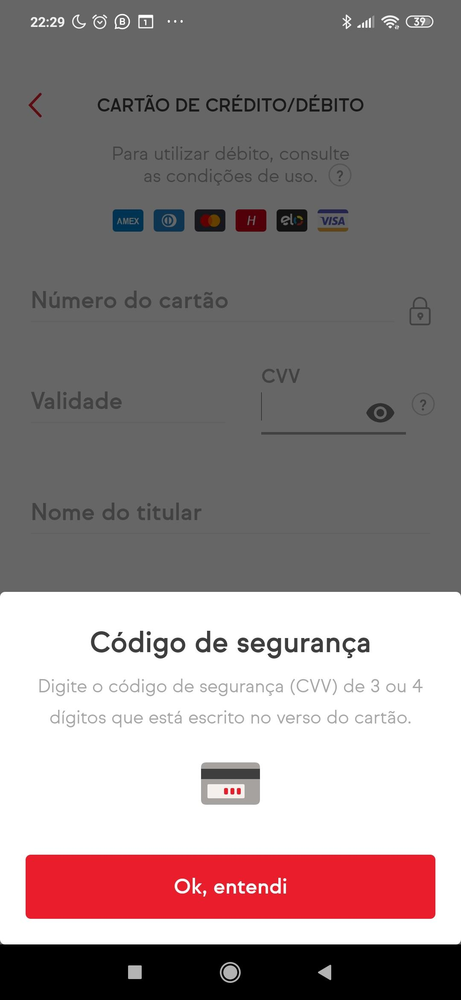 22:29
39
CARTÃO DE CRÉDITO/DÉBITO
Para utilizar débito, consulte
as condições de uso. ?
AMEX H elo VISA
Número do cartão
CVV
Validade
?
Nome do titular
Código de segurança
Digite o código de segurança (CVV) de 3 ou 4
dígitos que está escrito no verso do cartão.
Ok, entendi